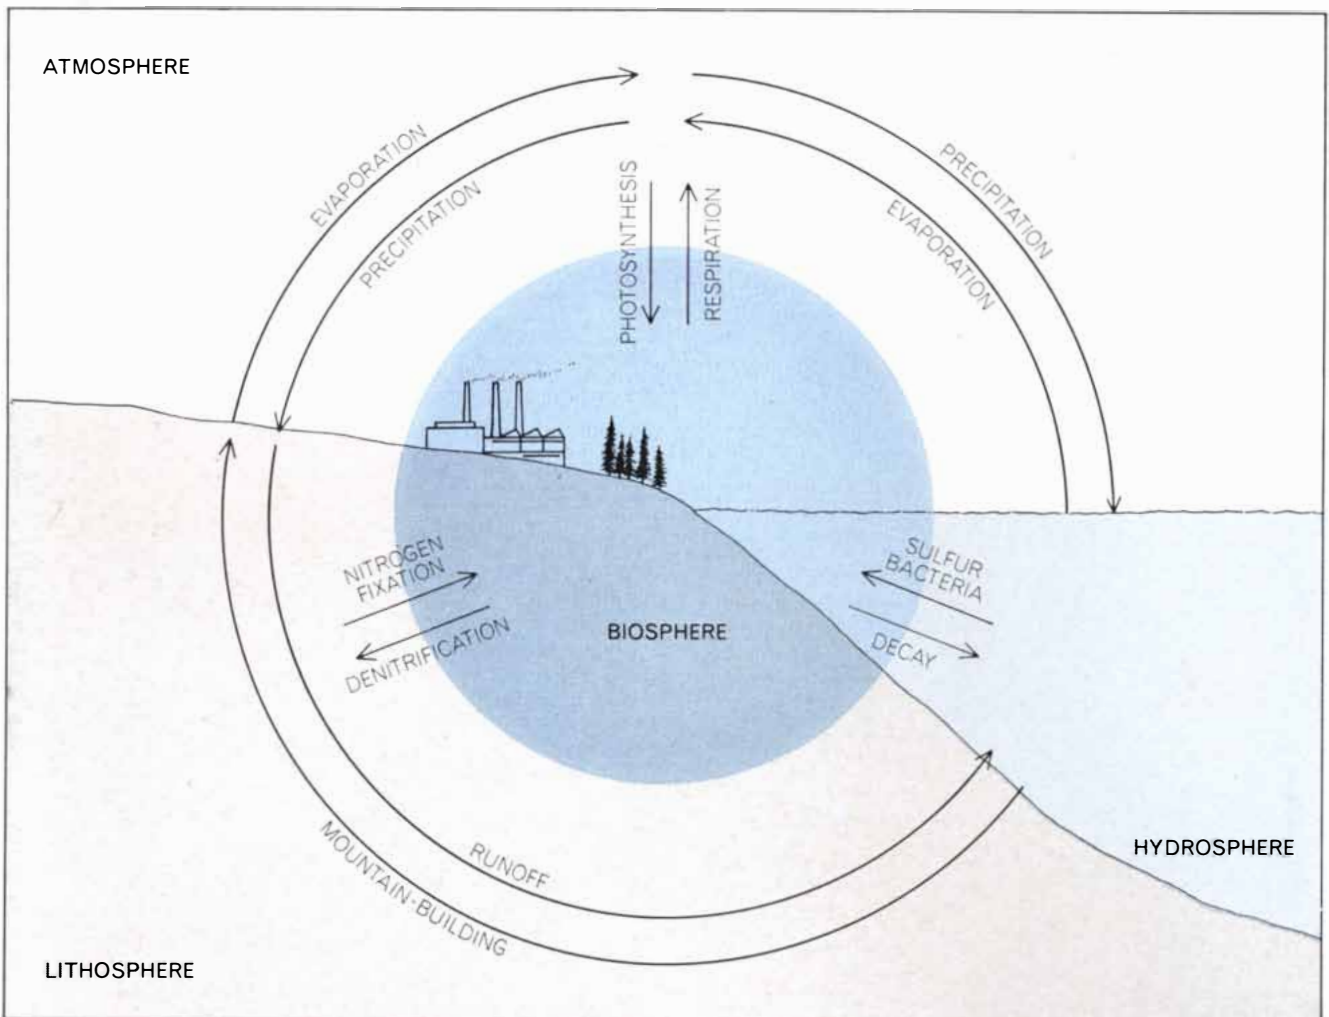 ATMOSPHERE
EVAPORATION
PRECIPITATION
PHOTOSYNTHESIS
RESPIRATION
PRECIPITATION
EVAPORATION
NITROGEN
FIXATION
DENITRIFICATION
BIOSPHERE
SULFUR
BACTERIA
DECAY
RUNOFF
MOUNTAIN-BUILDING
HYDROSPHERE
LITHOSPHERE